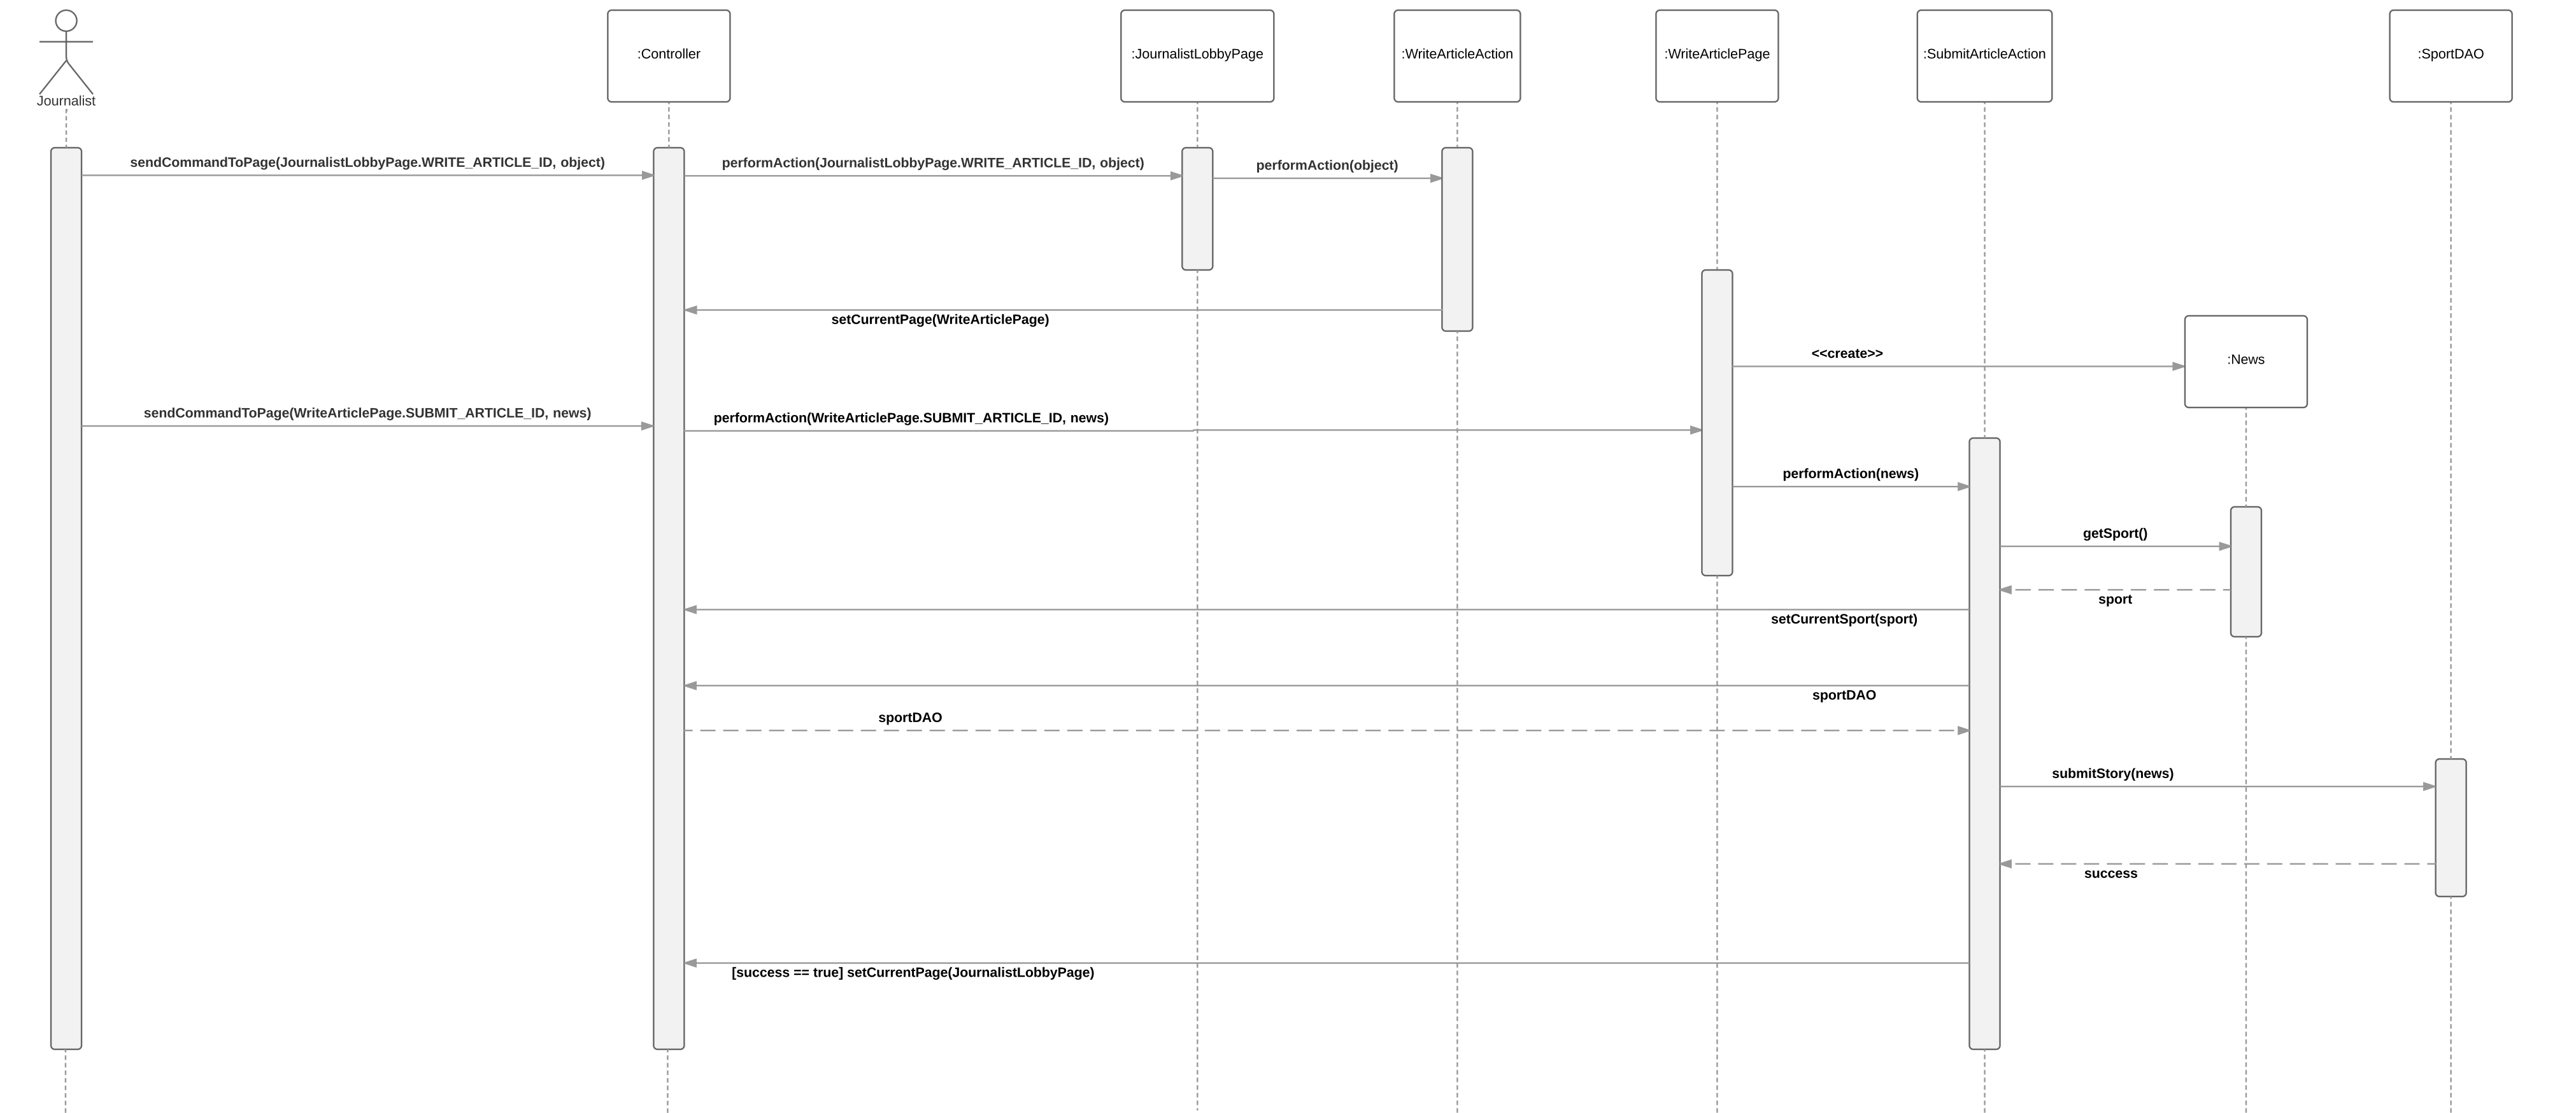 Journalist
:Controller
:JournalistLobbyPage
:WriteArticleAction
:WriteArticlePage
:SubmitArticleAction
:SportDAO
sendCommandToPage(JournalistLobbyPage.WRITE_ARTICLE_ID, object)
performAction(JournalistLobbyPage.WRITE_ARTICLE_ID, object)
performAction(object)
setCurrentPage(WriteArticlePage)
<<create>>
:News
sendCommandToPage(WriteArticlePage.SUBMIT_ARTICLE_ID, news)
performAction(WriteArticlePage.SUBMIT_ARTICLE_ID, news)
performAction(news)
getSport()
sport
setCurrentSport(sport)
sportDAO
sportDAO
submitStory(news)
success
[success == true] setCurrentPage(JournalistLobbyPage)